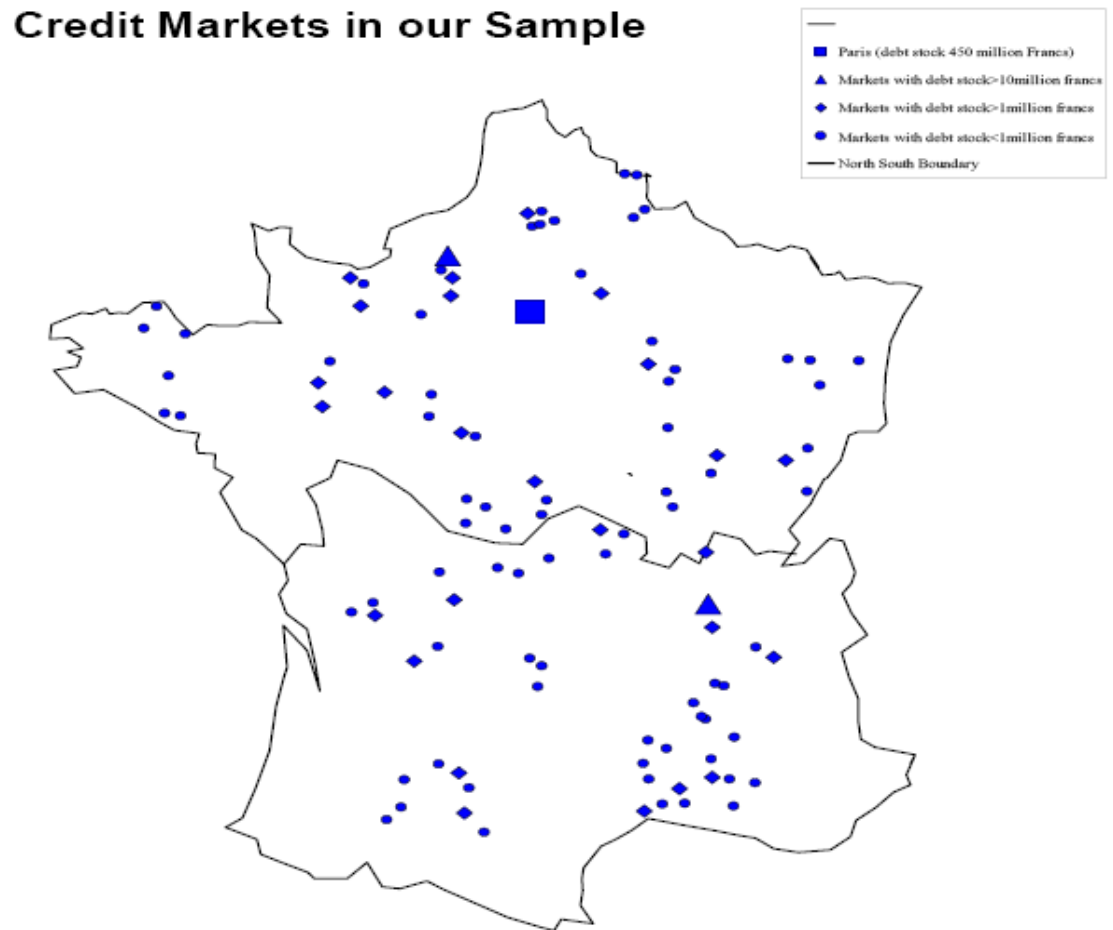 Credit Markets in our Sample
Paris (debt stock 450 million Francs)
Markets with debt stock>10million francs
Markets with debt stock>1million francs
Markets with debt stock<1million francs
North South Boundary